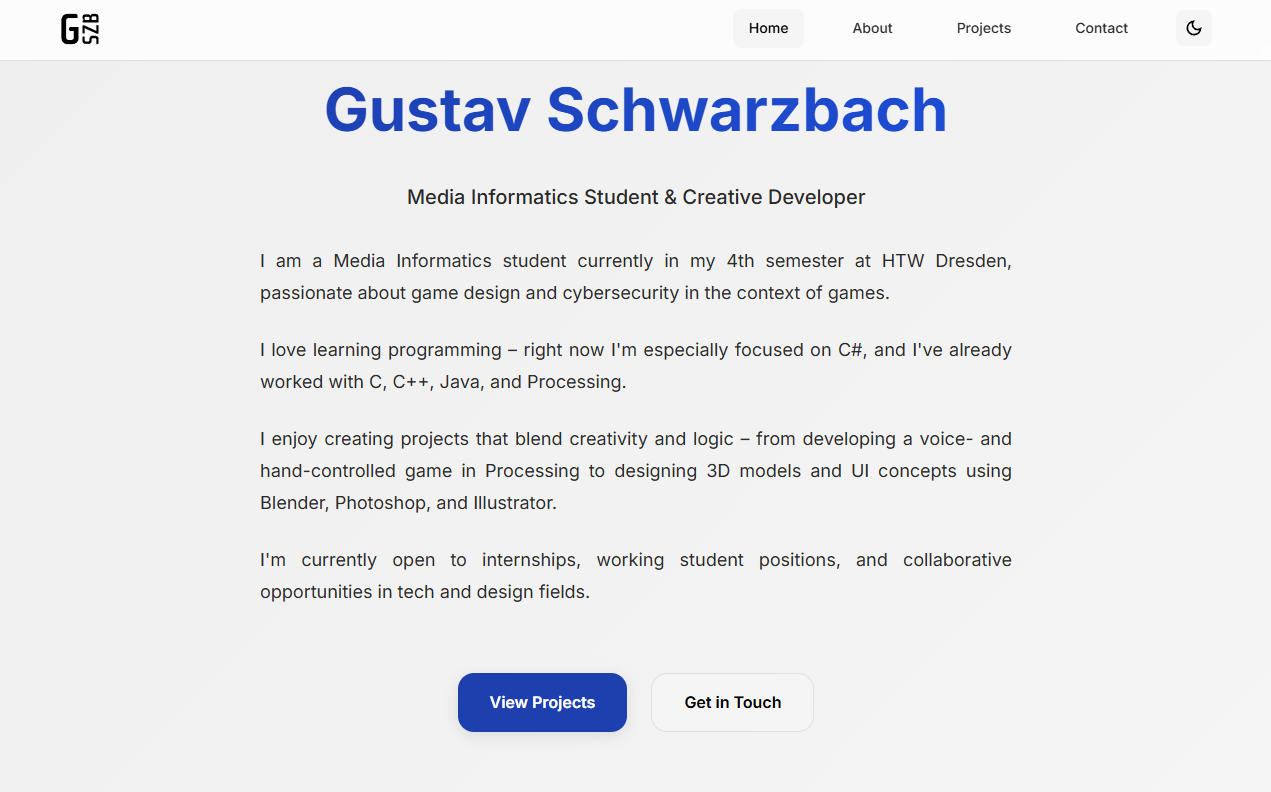 G SZB
Home
About
Projects
Contact
Gustav Schwarzbach
Media Informatics Student & Creative Developer
I am a Media Informatics student currently in my 4th semester at HTW Dresden,
passionate about game design and cybersecurity in the context of games.
I love learning programming – right now I'm especially focused on C#, and I've already
worked with C, C++, Java, and Processing.
I enjoy creating projects that blend creativity and logic – from developing a voice- and
hand-controlled game in Processing to designing 3D models and UI concepts using
Blender, Photoshop, and Illustrator.
I'm currently open to internships, working student positions, and collaborative
opportunities in tech and design fields.
View Projects
Get in Touch